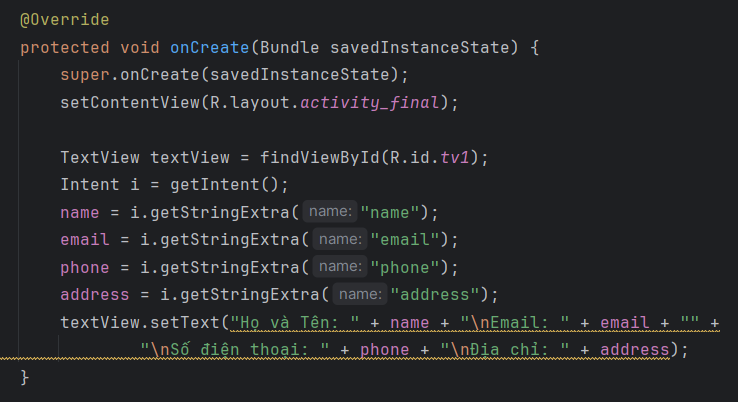 @Override
protected void onCreate(Bundle savedInstanceState) {
super.onCreate(savedInstanceState);
setContentView(R.layout.activity_final);
TextView textView = findViewById(R.id.tv1);
Intent i = getIntent();
name = i.getStringExtra( name: "name");
email = i.getStringExtra( name: "email");
phone = i.getStringExtra( name: "phone");
address = i.getStringExtra( name: "address");
textView.setText("Họ và Tên: " + name + "\nEmail: " + email + "" +
"\nSố điện thoại: " + phone + "\nĐịa chỉ: " + address);
}